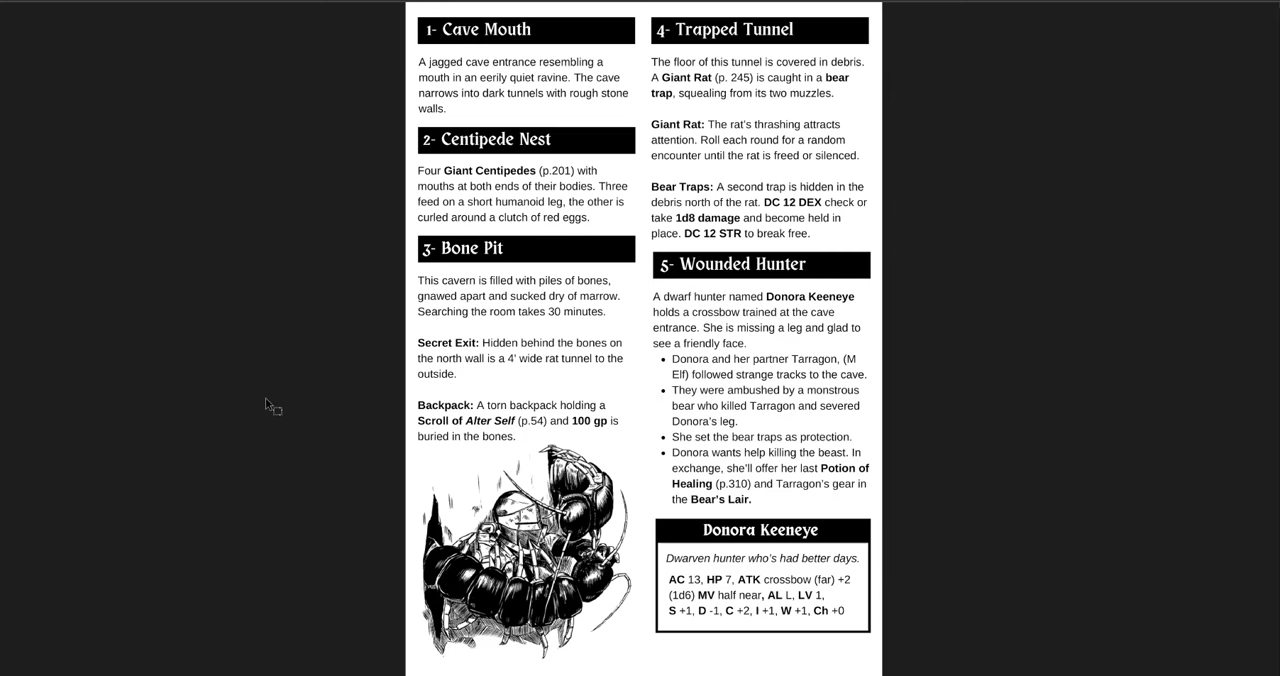 1- Cave Mouth
A jagged cave entrance resembling a
mouth in an eerily quiet ravine. The cave
narrows into dark tunnels with rough stone
walls.
2- Centipede Nest
Four Giant Centipedes (p.201) with
mouths at both ends of their bodies. Three
feed on a short humanoid leg, the other is
curled around a clutch of red eggs.
3- Bone Pit
This cavern is filled with piles of bones,
gnawed apart and sucked dry of marrow.
Searching the room takes 30 minutes.
Secret Exit: Hidden behind the bones on
the north wall is a 4' wide rat tunnel to the
outside.
Backpack: A torn backpack holding a
Scroll of Alter Self (p.54) and 100 gp is
buried in the bones.
4- Trapped Tunnel
The floor of this tunnel is covered in debris.
A Giant Rat (p. 245) is caught in a bear
trap, squealing from its two muzzles.
Giant Rat: The rat's thrashing attracts
attention. Roll each round for a random
encounter until the rat is freed or silenced.
Bear Traps: A second trap is hidden in the
debris north of the rat. DC 12 DEX check or
take 1d8 damage and become held in
place. DC 12 STR to break free.
5- Wounded Hunter
A dwarf hunter named Donora Keeneye
holds a crossbow trained at the cave
entrance. She is missing a leg and glad to
see a friendly face.
• Donora and her partner Tarragon, (M
Elf) followed strange tracks to the cave.
• They were ambushed by a monstrous
bear who killed Tarragon and severed
Donora's leg.
• She set the bear traps as protection.
• Donora wants help killing the beast. In
exchange, she'll offer her last Potion of
Healing (p.310) and Tarragon's gear in
the Bear's Lair.
Donora Keeneye
Dwarven hunter who's had better days.
AC 13, HP 7, ATK crossbow (far) +2
(1d6) MV half near, AL L, LV 1,
S +1, D -1, C +2, I +1, W +1, Ch +0